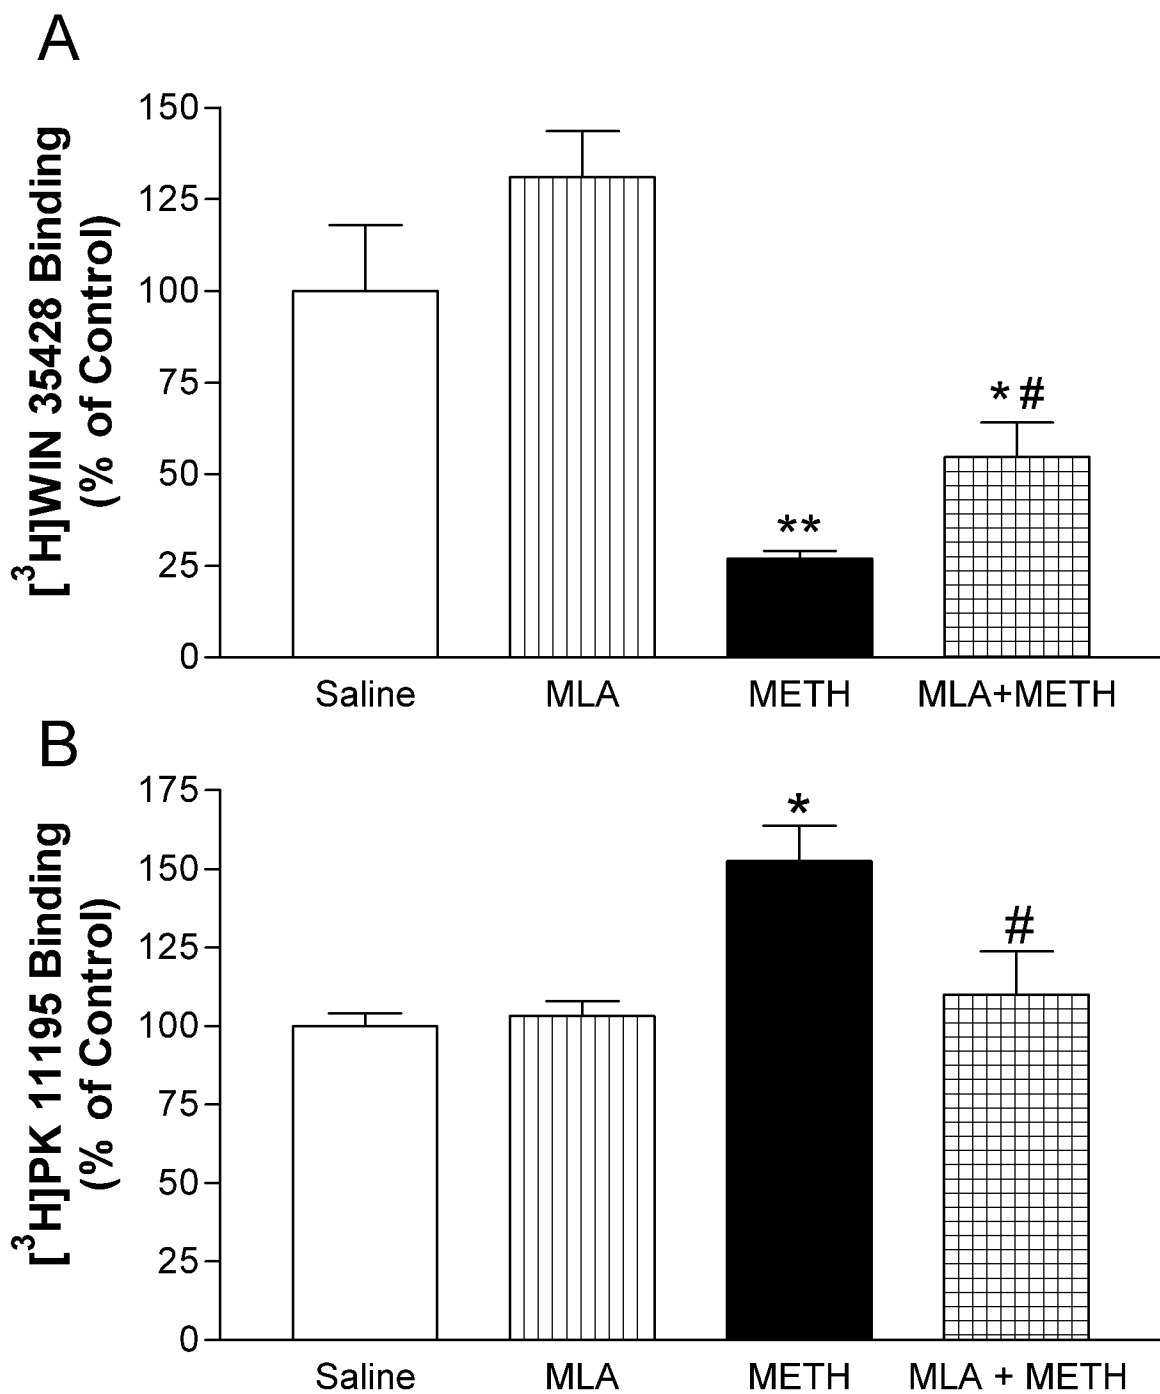 A
[³H]WIN 35428 Binding
(% of Control)
150
125
100
75
50
25
0
**
* #
Saline MLA METH MLA+METH
B
[³H]PK 11195 Binding
(% of Control)
175
150
125
100
75
50
25
0
*
#
Saline MLA METH MLA + METH